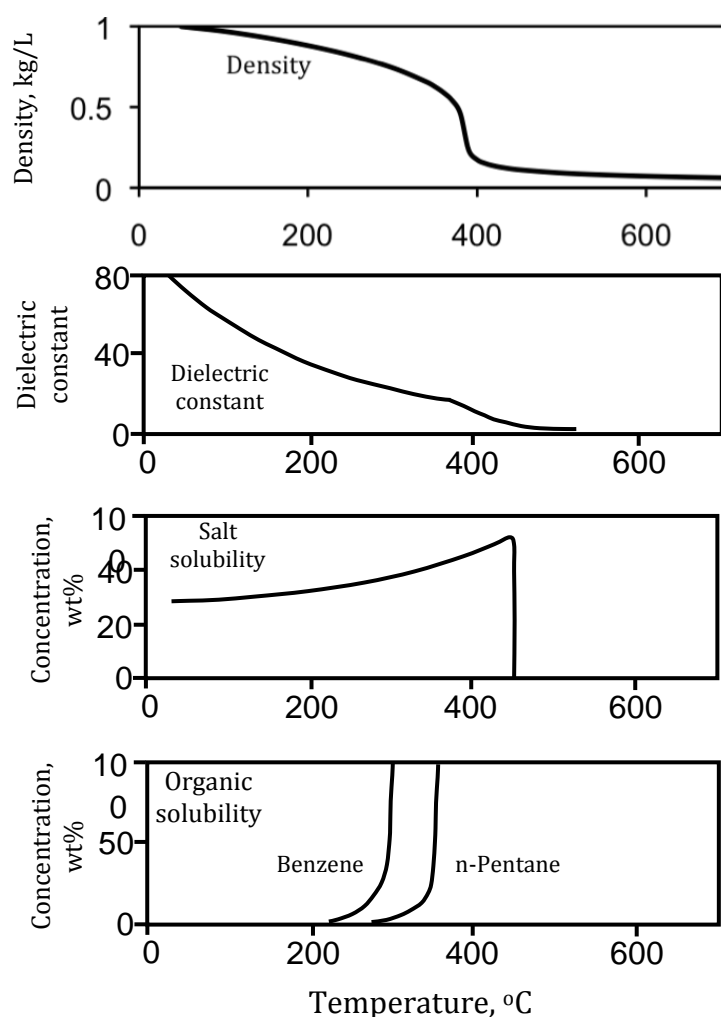 Density, kg/L
1
0.5
0
Density
0
200
400
600
Dielectric
constant
80
40
0
Dielectric
constant
0
200
400
600
Concentration,
wt%
10
0
40
20
0
Salt
solubility
0
200
400
600
Concentration,
wt%
10
0
50
0
Organic
solubility
Benzene
n-Pentane
0
200
400
600
Temperature, ºC